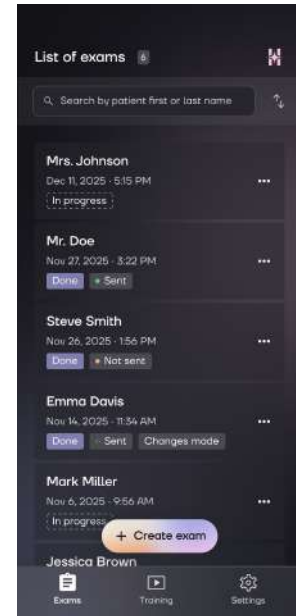 List of exams 6
Search by patient first or last name
Mrs. Johnson
Dec 11, 2025 - 5:15 PM
In progress
Mr. Doe
Nov 27, 2025 - 3:22 PM
Done Sent
Steve Smith
Nov 26, 2025 - 1:56 PM
Done Not sent
Emma Davis
Nov 14, 2025 - 11:34 AM
Done Sent Changes made
Mark Miller
Nov 6, 2025 - 9:56 AM
In progress
+ Create exam
Jessica Brown
Exams Training Settings